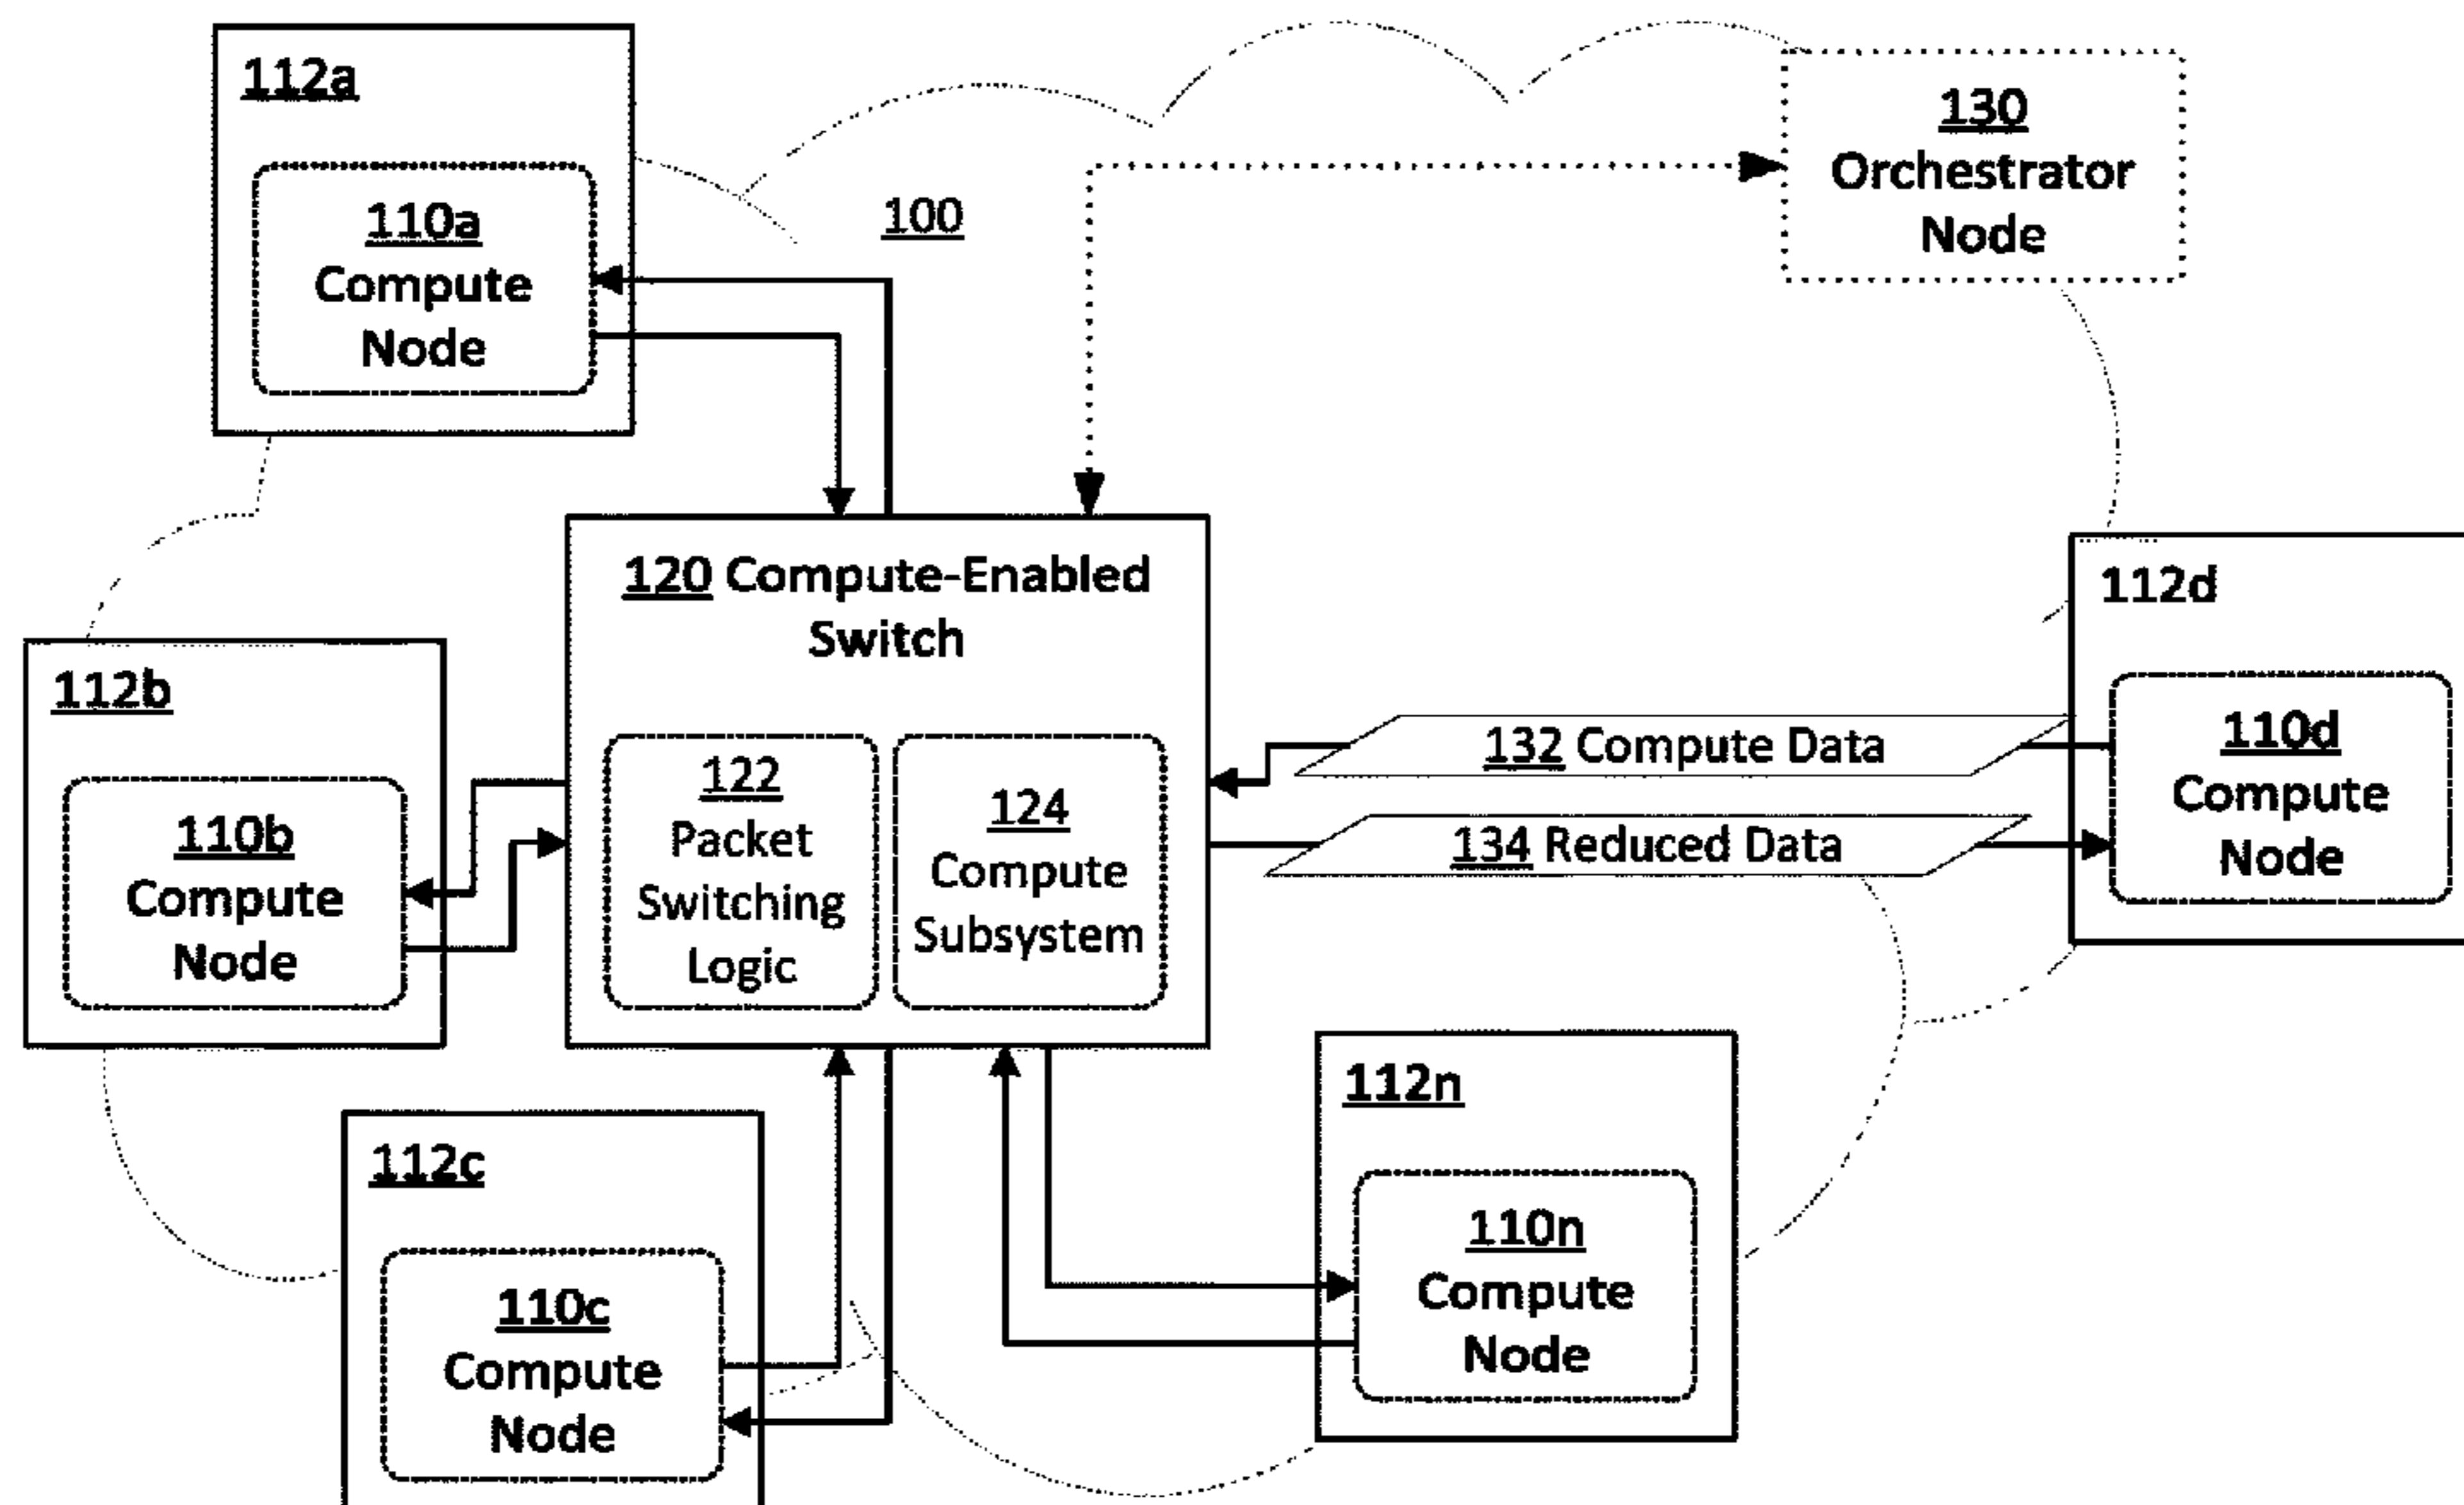 112a
110a
Compute
Node
100
130
Orchestrator
Node
120 Compute-Enabled
Switch
122
Packet
Switching
Logic
124
Compute
Subsystem
112b
110b
Compute
Node
132 Compute Data
134 Reduced Data
112d
110d
Compute
Node
112c
110c
Compute
Node
112n
110n
Compute
Node